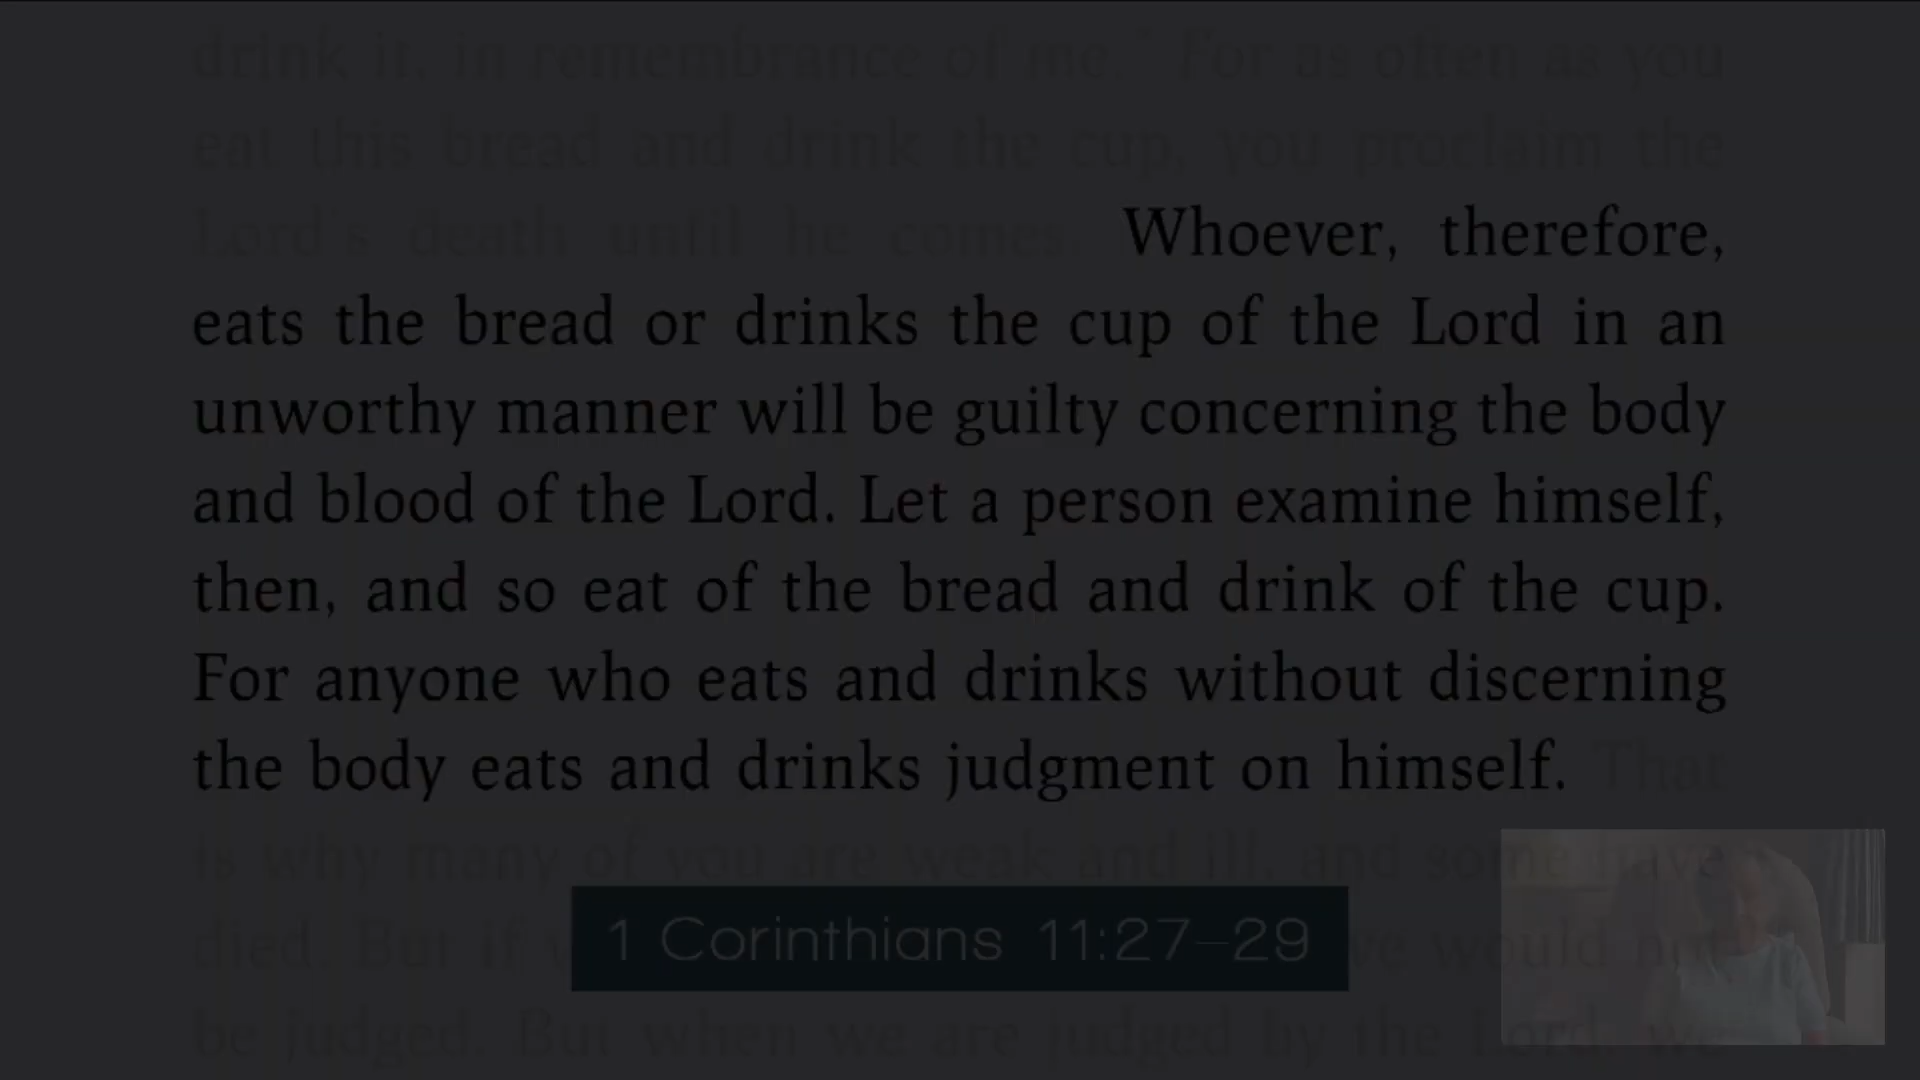 drink it, in remembrance of me.” For as often as you
eat this bread and drink the cup, you proclaim the
Lord's death until he comes. Whoever, therefore,
eats the bread or drinks the cup of the Lord in an
unworthy manner will be guilty concerning the body
and blood of the Lord. Let a person examine himself,
then, and so eat of the bread and drink of the cup.
For anyone who eats and drinks without discerning
the body eats and drinks judgment on himself. That
is why many of you are weak and ill, and some have
died. But if we would not
1 Corinthians 11:27–29
be judged. But when we are judged by the Lord, we